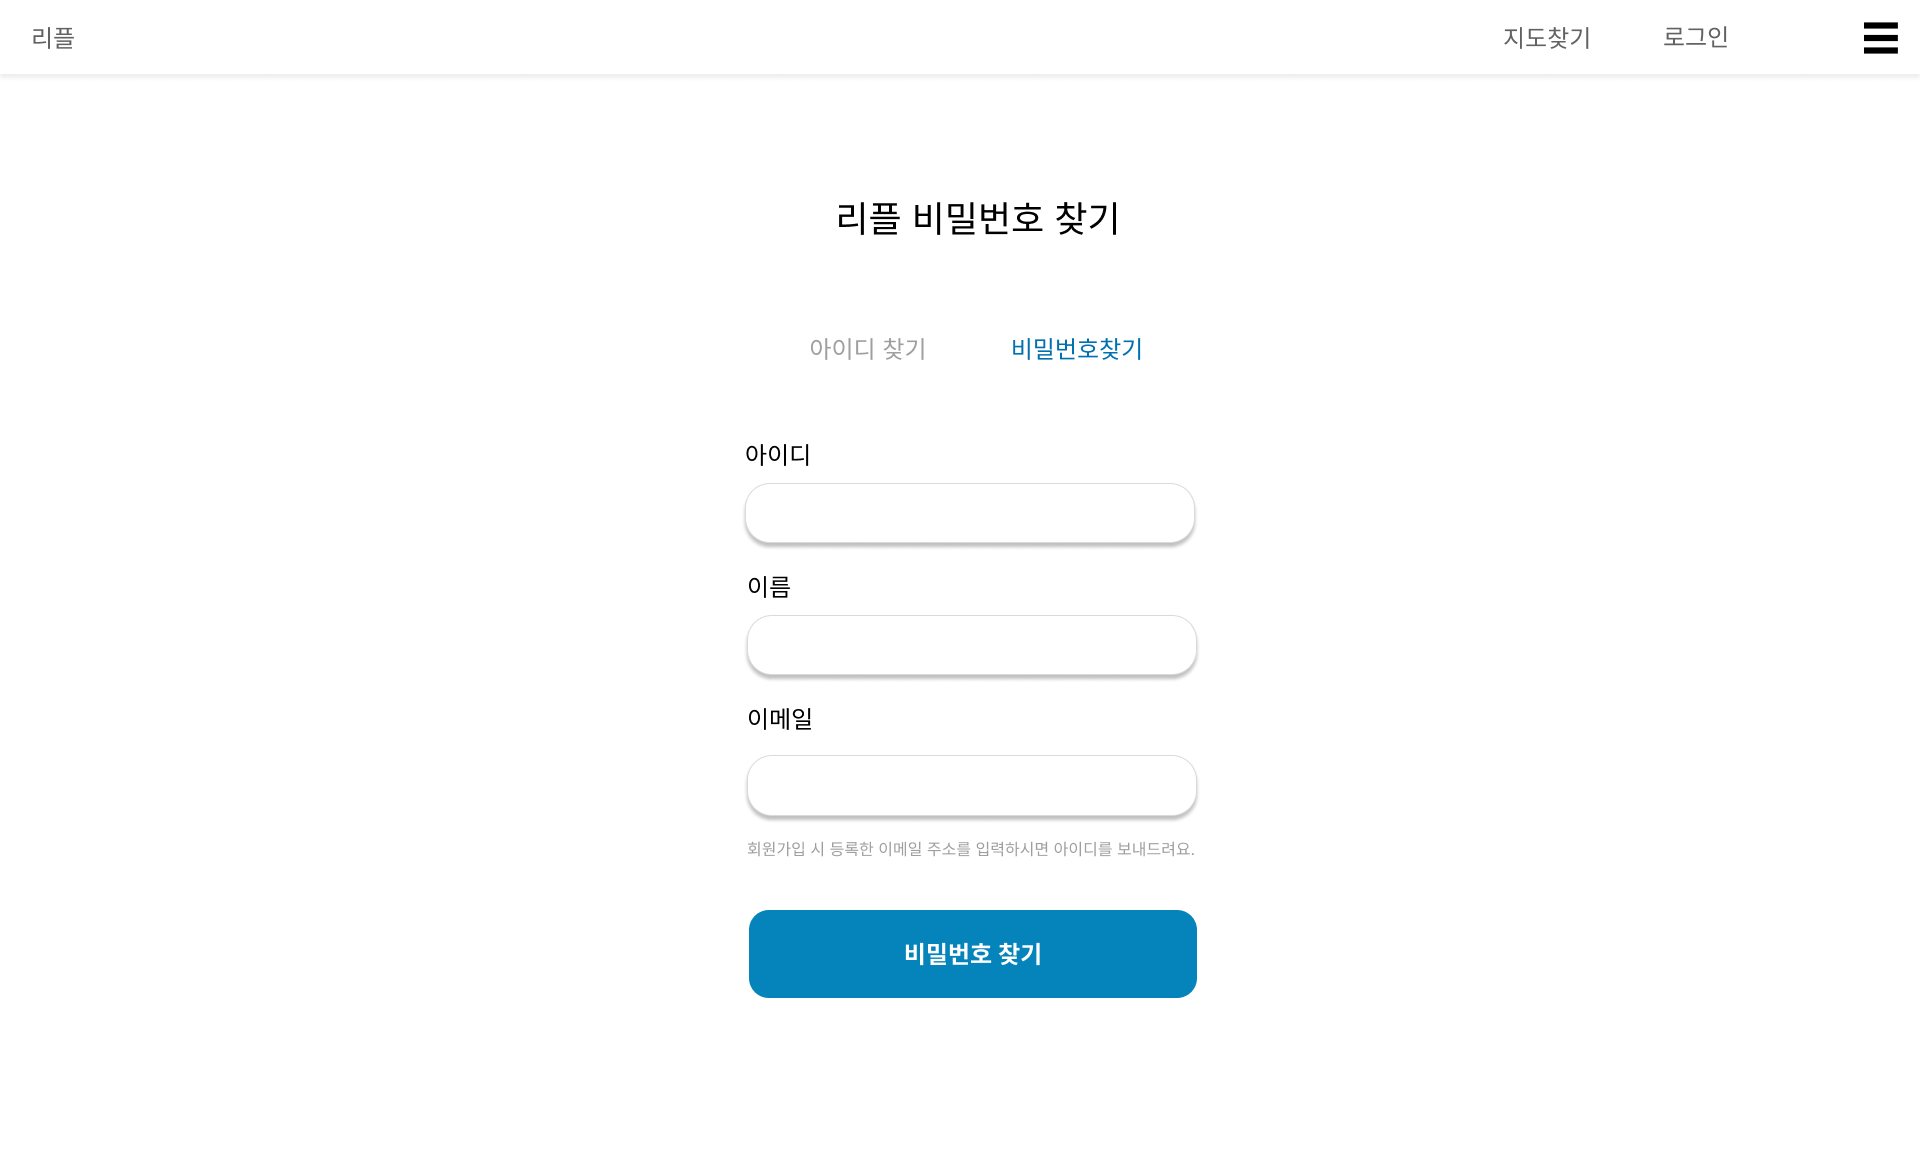 리플
지도찾기
로그인
리플 비밀번호 찾기
아이디 찾기
비밀번호찾기
아이디
이름
이메일
회원가입 시 등록한 이메일 주소를 입력하시면 아이디를 보내드려요.
비밀번호 찾기